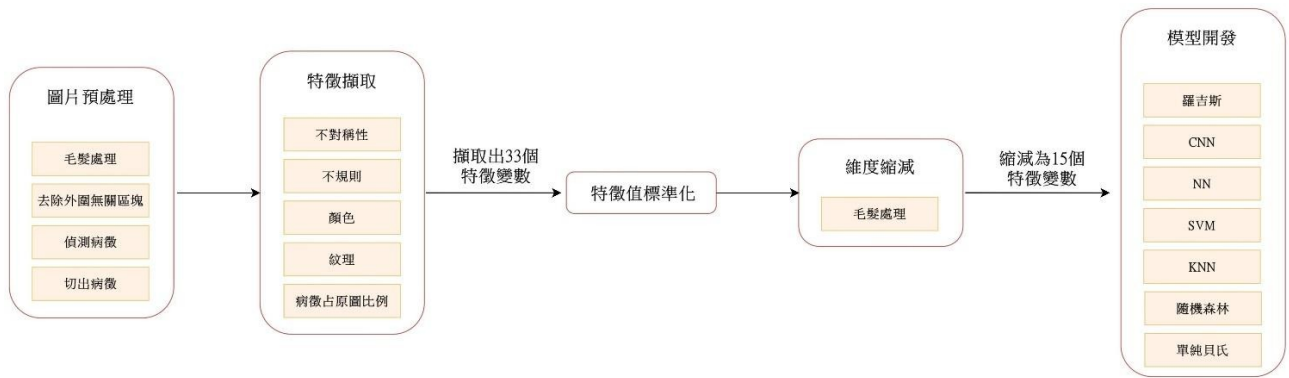 圖片預處理
毛髮處理
去除外圍無關區塊
偵測病徵
切出病徵
特徵擷取
不對稱性
不規則
顏色
紋理
病徵占原圖比例
擷取出33個
特徵變數
特徵值標準化
維度縮減
毛髮處理
縮減為15個
特徵變數
模型開發
羅吉斯
CNN
NN
SVM
KNN
隨機森林
單純貝氏